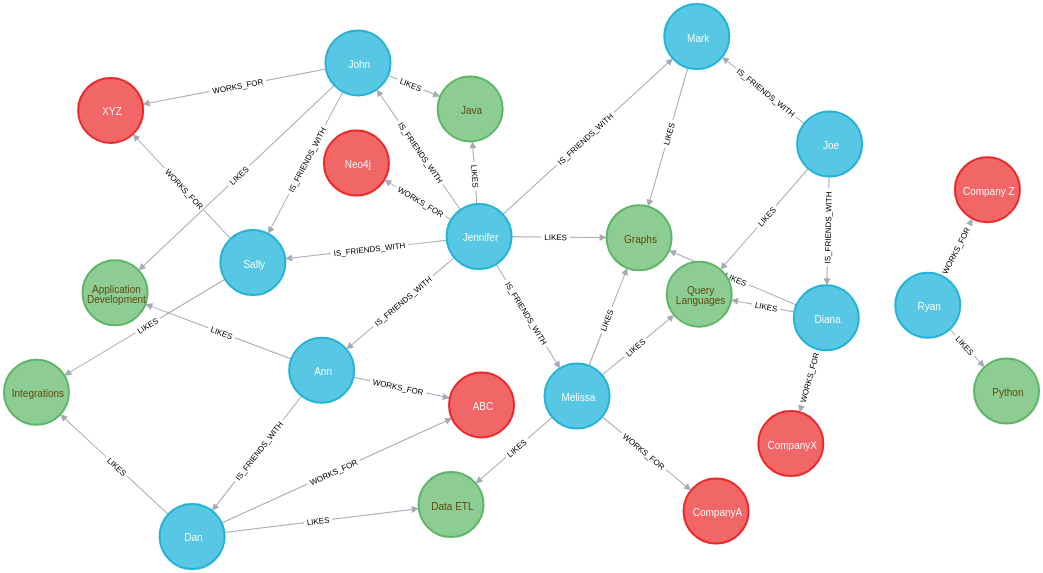 Mark
John
IS_FRIENDS_WITH
WORKS_FOR
LIKES
XYZ
Java
LIKES
IS_FRIENDS_WITH
Joe
IS_FRIENDS_WITH
IS_FRIENDS_WITH
Neo4j
LIKES
LIKES
WORKS_FOR
WORKS_FOR
LIKES
Company Z
LIKES
IS_FRIENDS_WITH
Jennifer
LIKES
Graphs
IS_FRIENDS_WITH
Sally
WORKS_FOR
LIKES
Application
Development
Query
Languages
IS_FRIENDS_WITH
LIKES
Ryan
Diana
IS_FRIENDS_WITH
LIKES
LIKES
LIKES
LIKES
LIKES
Ann
WORKS_FOR
WORKS_FOR
Integrations
Python
Melissa
ABC
IS_FRIENDS_WITH
CompanyX
LIKES
WORKS_FOR
LIKES
WORKS_FOR
Data ETL
CompanyA
LIKES
Dan